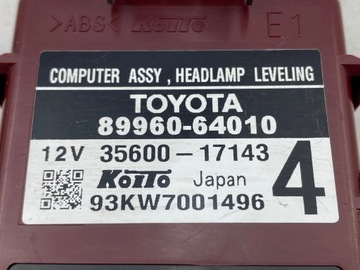 >ABS< KOITO E1
COMPUTER ASSY , HEADLAMP LEVELING
TOYOTA
89960-64010
12V 35600-17143
KOITO Japan 4
93KW7001496